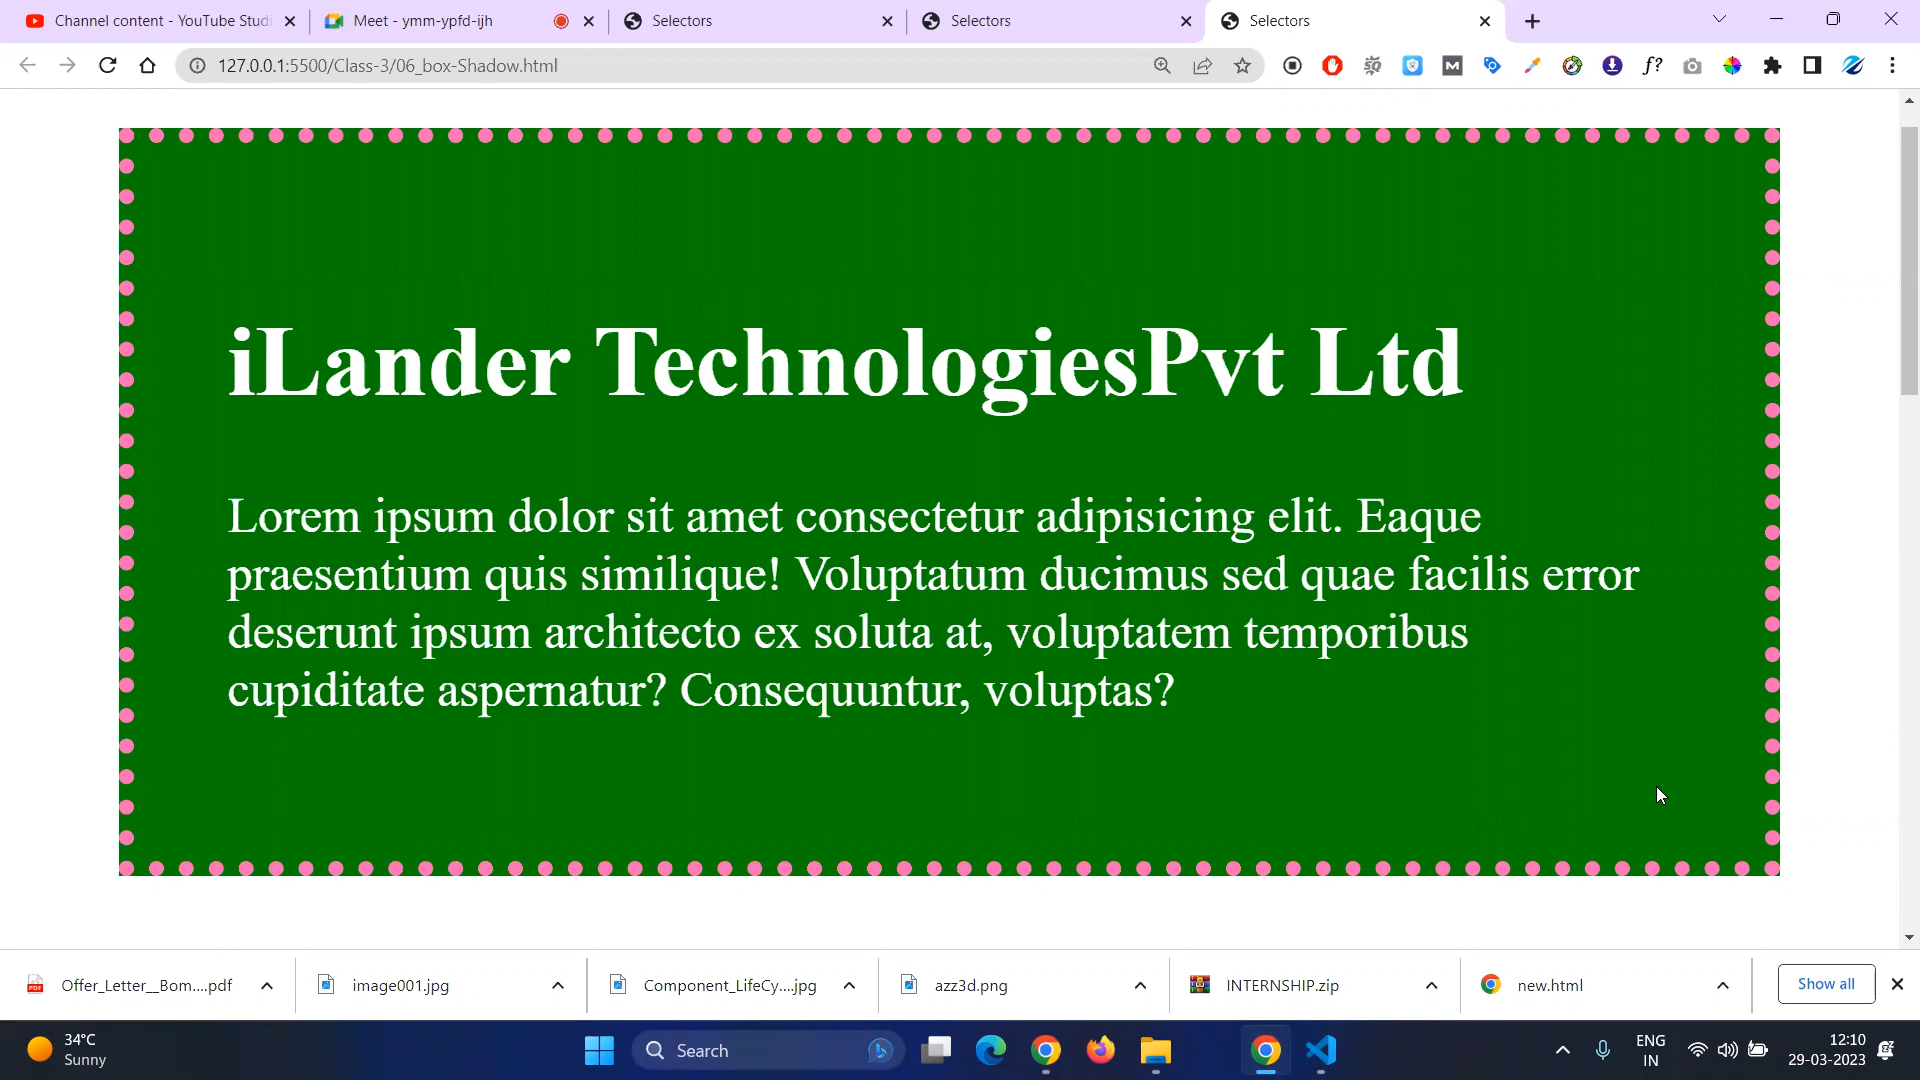 Channel content - YouTube Studi
Meet - ymm-ypfd-ijh
Selectors
Selectors
Selectors
127.0.0.1:5500/Class-3/06_box-Shadow.html
iLander TechnologiesPvt Ltd
Lorem ipsum dolor sit amet consectetur adipisicing elit. Eaque
praesentium quis similique! Voluptatum ducimus sed quae facilis error
deserunt ipsum architecto ex soluta at, voluptatem temporibus
cupiditate aspernatur? Consequuntur, voluptas?
Offer_Letter__Bom....pdf
image001.jpg
Component_LifeCy....jpg
azz3d.png
INTERNSHIP.zip
new.html
Show all
34°C
Sunny
Search
ENG
IN
12:10
29-03-2023